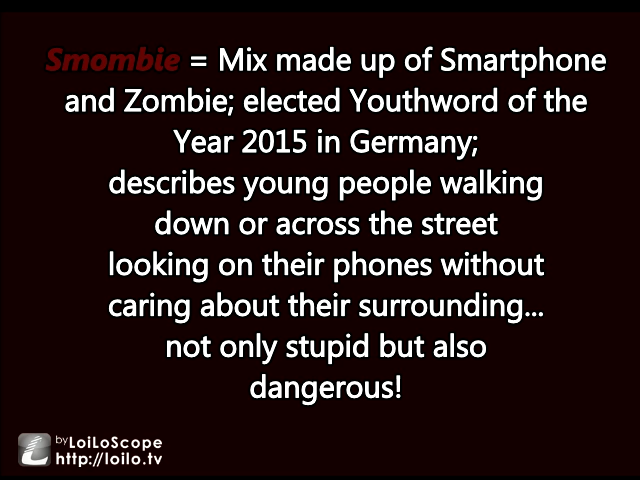 Smombie = Mix made up of Smartphone
and Zombie; elected Youthword of the
Year 2015 in Germany;
describes young people walking
down or across the street
looking on their phones without
caring about their surrounding...
not only stupid but also
dangerous!
by LoiLoScope
http://loilo.tv